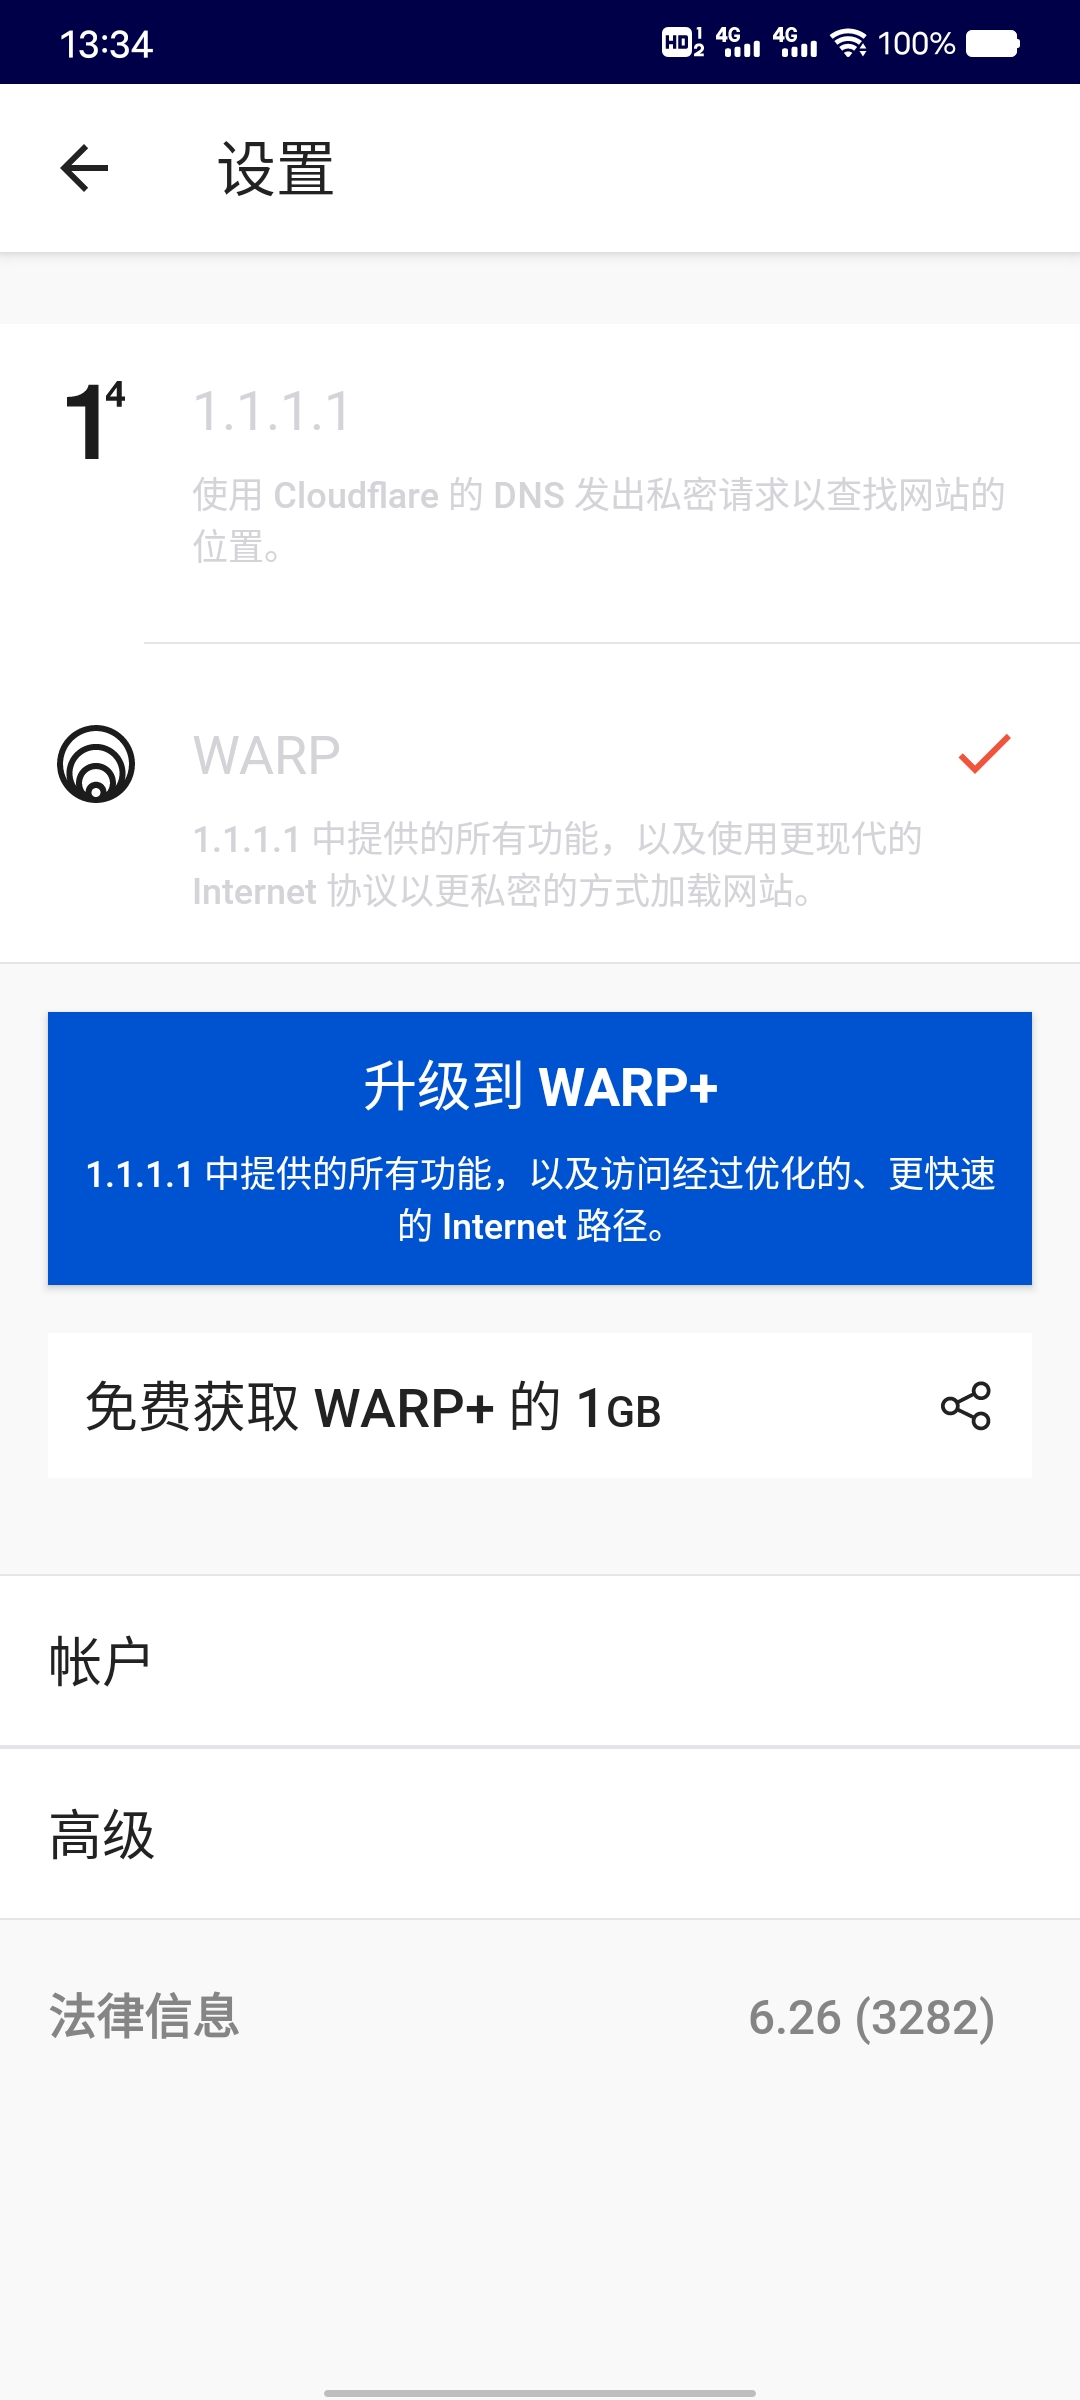 13:34 HD 1 2 4G 4G 100%
设置
1⁴
1.1.1.1
使用 Cloudflare 的 DNS 发出私密请求以查找网站的
位置。
WARP
1.1.1.1 中提供的所有功能，以及使用更现代的
Internet 协议以更私密的方式加载网站。
升级到 WARP+
1.1.1.1 中提供的所有功能，以及访问经过优化的、更快速
的 Internet 路径。
免费获取 WARP+ 的 1GB
帐户
高级
法律信息 6.26 (3282)